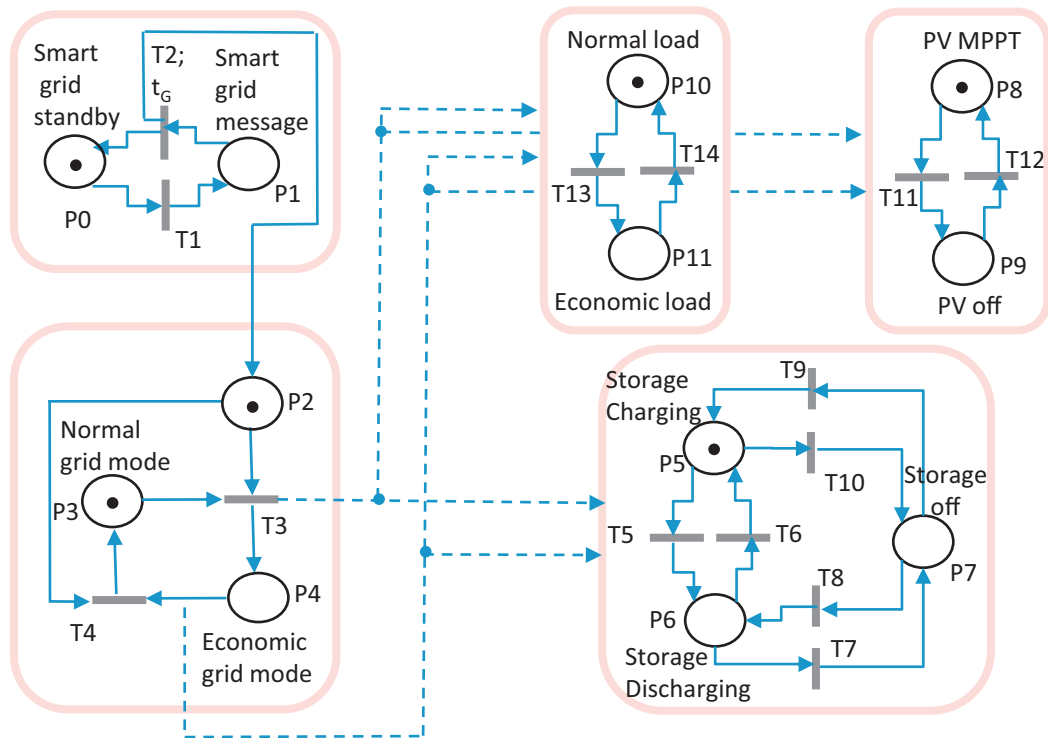 Smart
grid
standby
T2;
t_G
Smart
grid
message
P0
T1
P1
Normal load
P10
T13
T14
P11
Economic load
PV MPPT
P8
T11
T12
P9
PV off
P2
Normal
grid mode
P3
T3
P4
T4
Economic
grid mode
Storage
Charging
T9
P5
T10
Storage
off
T5
T6
P7
T8
P6
T7
Storage
Discharging